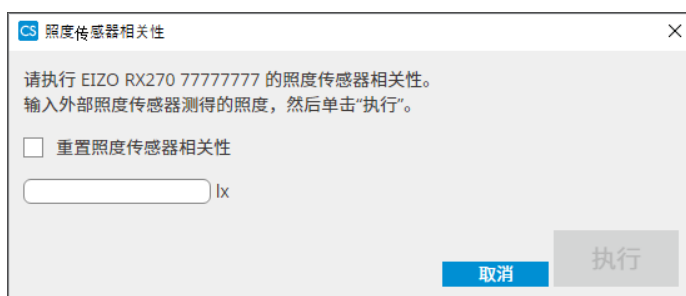 CS 照度传感器相关性
请执行 EIZO RX270 77777777 的照度传感器相关性。
输入外部照度传感器测得的照度，然后单击“执行”。
重置照度传感器相关性
lx
取消 执行